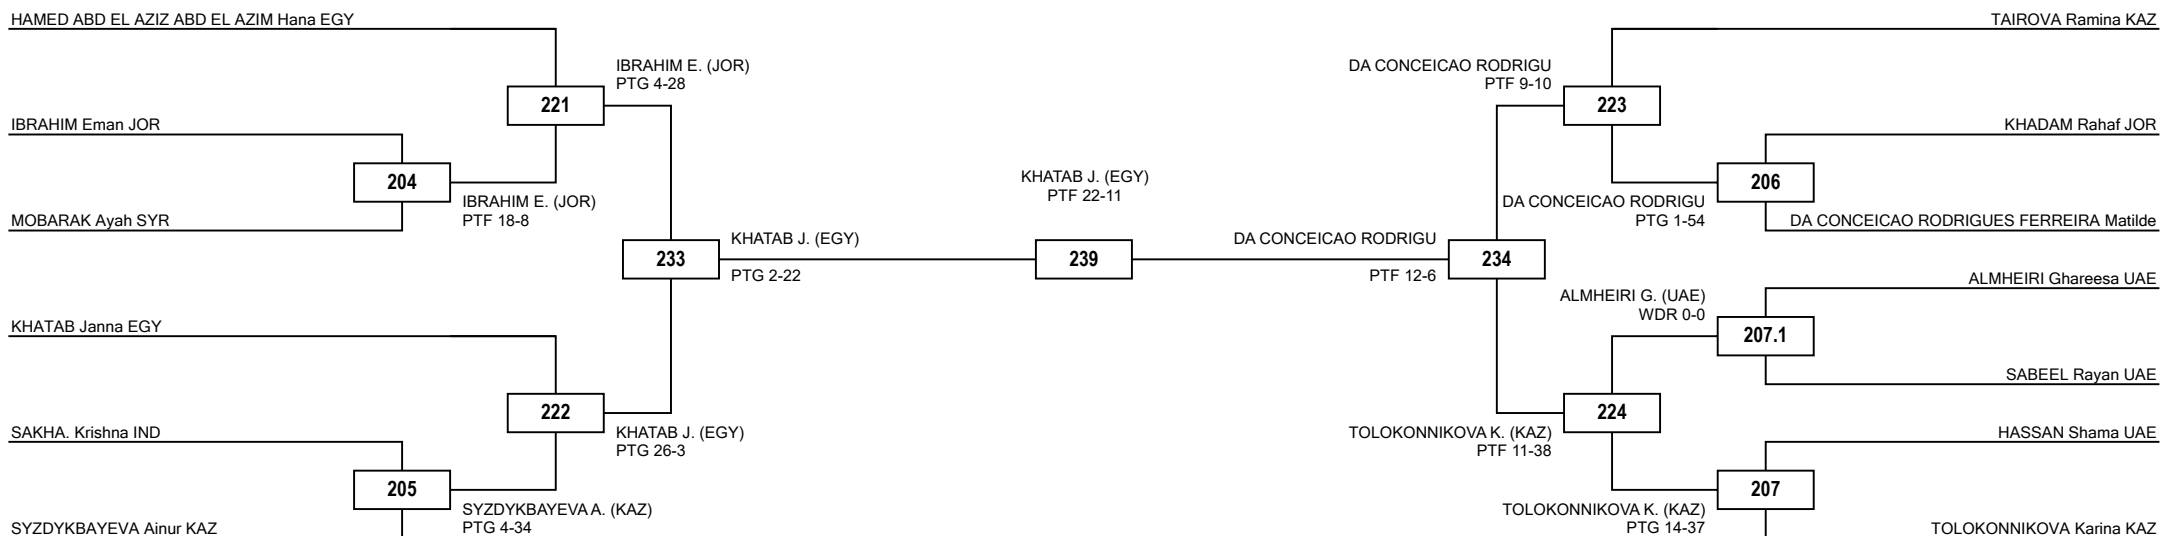 HAMED ABD EL AZIZ ABD EL AZIM Hana EGY
TAIROVA Ramina KAZ
IBRAHIM E. (JOR)
PTG 4-28
DA CONCEICAO RODRIGU
PTF 9-10
221
223
IBRAHIM Eman JOR
KHADAM Rahaf JOR
204
206
KHATAB J. (EGY)
PTF 22-11
IBRAHIM E. (JOR)
PTF 18-8
DA CONCEICAO RODRIGU
PTG 1-54
MOBARAK Ayah SYR
DA CONCEICAO RODRIGUES FERREIRA Matilde
233
KHATAB J. (EGY)
PTG 2-22
239
DA CONCEICAO RODRIGU
PTF 12-6
234
ALMHEIRI Ghareesa UAE
ALMHEIRI G. (UAE)
WDR 0-0
KHATAB Janna EGY
207.1
SABEEL Rayan UAE
222
224
SAKHA. Krishna IND
KHATAB J. (EGY)
PTG 26-3
TOLOKONNIKOVA K. (KAZ)
PTF 11-38
HASSAN Shama UAE
205
207
SYZDYKBAYEVA A. (KAZ)
PTG 4-34
TOLOKONNIKOVA K. (KAZ)
PTG 14-37
SYZDYKBAYEVA Ainur KAZ
TOLOKONNIKOVA Karina KAZ